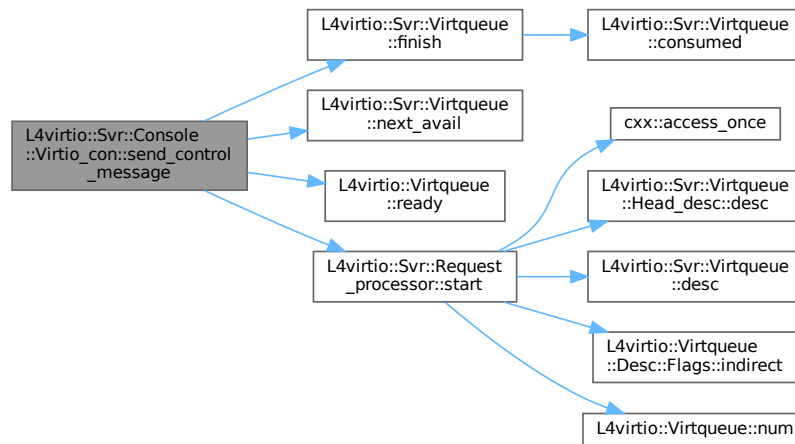 L4virtio::Svr::Console
::Virtio_con::send_control
_message
L4virtio::Svr::Virtqueue
::finish
L4virtio::Svr::Virtqueue
::consumed
L4virtio::Svr::Virtqueue
::next_avail
L4virtio::Virtqueue
::ready
L4virtio::Svr::Request
_processor::start
cxx::access_once
L4virtio::Svr::Virtqueue
::Head_desc::desc
L4virtio::Svr::Virtqueue
::desc
L4virtio::Virtqueue
::Desc::Flags::indirect
L4virtio::Virtqueue::num